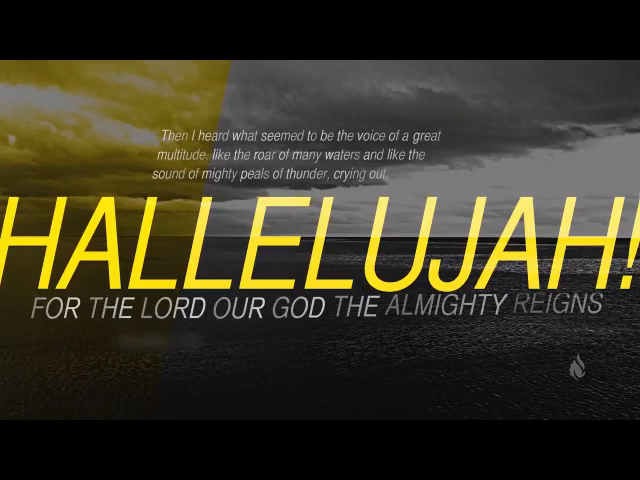 Then I heard what seemed to be the voice of a great
multitude, like the roar of many waters and like the
sound of mighty peals of thunder, crying out,
HALLELUJAH!
FOR THE LORD OUR GOD THE ALMIGHTY REIGNS